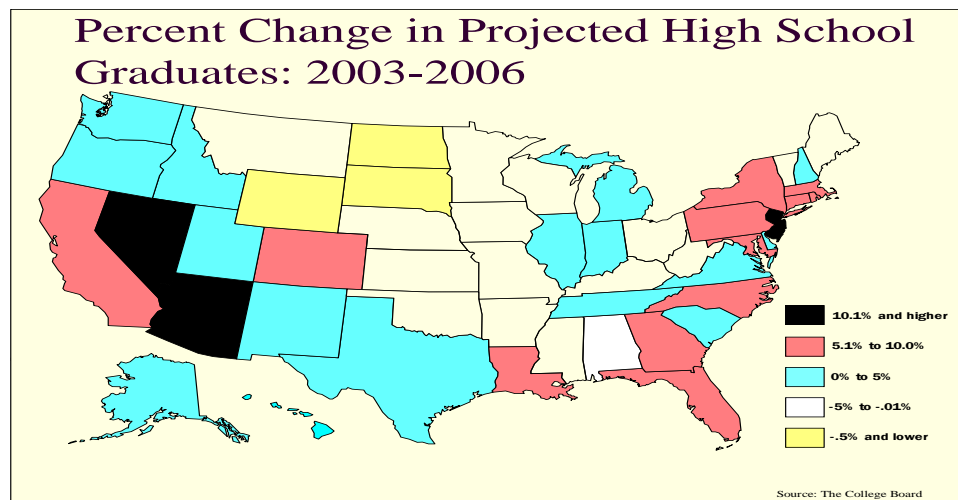 Percent Change in Projected High School
Graduates: 2003-2006
10.1% and higher
5.1% to 10.0%
0% to 5%
-5% to -.01%
-.5% and lower
Source: The College Board